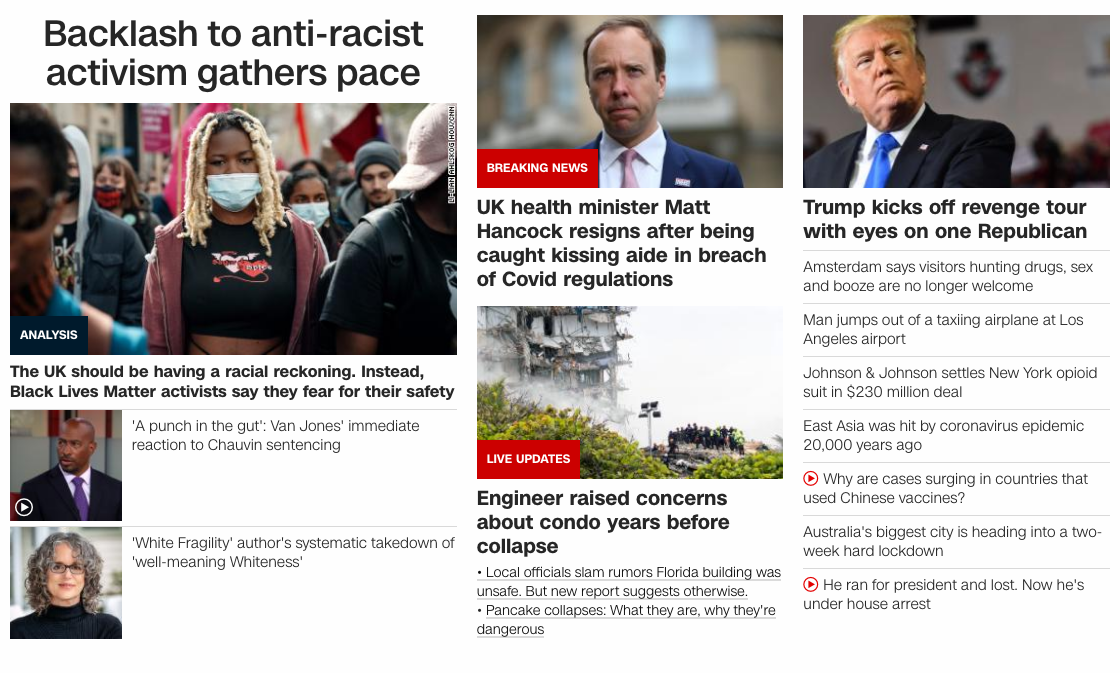 Backlash to anti-racist
activism gathers pace
LI-LIAN AHLSKOG HOU/CNN
ANALYSIS
The UK should be having a racial reckoning. Instead,
Black Lives Matter activists say they fear for their safety
'A punch in the gut': Van Jones' immediate
reaction to Chauvin sentencing
'White Fragility' author's systematic takedown of
'well-meaning Whiteness'
BREAKING NEWS
UK health minister Matt
Hancock resigns after being
caught kissing aide in breach
of Covid regulations
LIVE UPDATES
Engineer raised concerns
about condo years before
collapse
• Local officials slam rumors Florida building was
unsafe. But new report suggests otherwise.
• Pancake collapses: What they are, why they're
dangerous
Trump kicks off revenge tour
with eyes on one Republican
Amsterdam says visitors hunting drugs, sex
and booze are no longer welcome
Man jumps out of a taxiing airplane at Los
Angeles airport
Johnson & Johnson settles New York opioid
suit in $230 million deal
East Asia was hit by coronavirus epidemic
20,000 years ago
Why are cases surging in countries that
used Chinese vaccines?
Australia's biggest city is heading into a two-
week hard lockdown
He ran for president and lost. Now he's
under house arrest